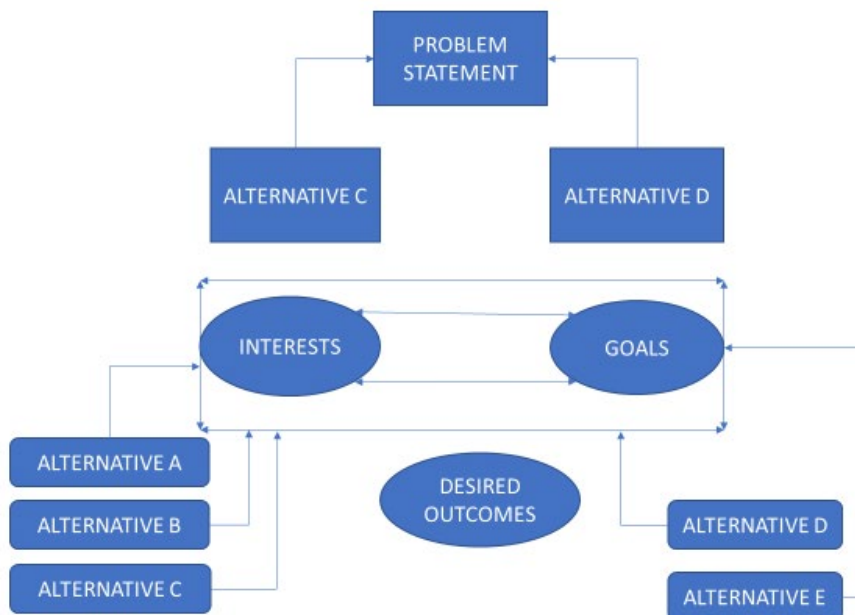 PROBLEM
STATEMENT
ALTERNATIVE C
ALTERNATIVE D
INTERESTS
GOALS
ALTERNATIVE A
DESIRED
OUTCOMES
ALTERNATIVE B
ALTERNATIVE D
ALTERNATIVE C
ALTERNATIVE E